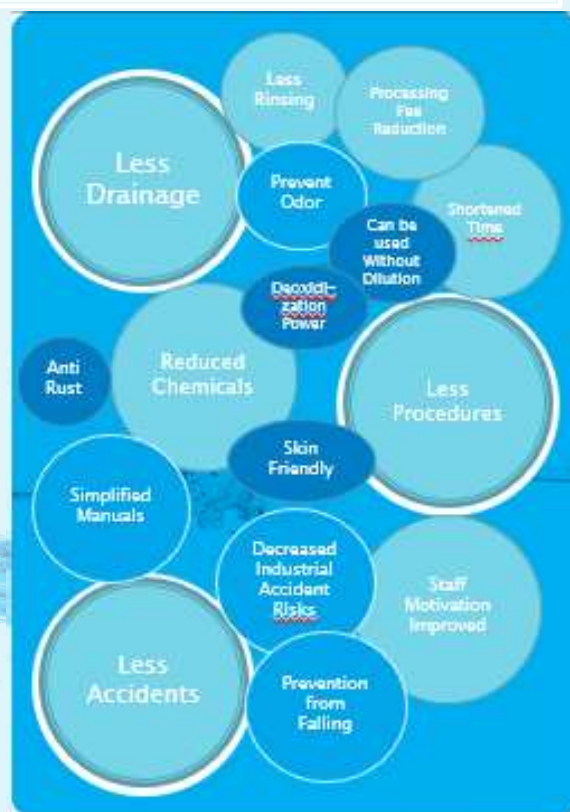 Less
Rinsing
Processing
Fee
Reduction
Less
Drainage
Prevent
Odor
Shortened
Time
Can be
used
Without
Dilution
Deoxidi-
zation
Power
Anti
Rust
Reduced
Chemicals
Less
Procedures
Skin
Friendly
Simplified
Manuals
Decreased
Industrial
Accident
Risks
Staff
Motivation
Improved
Less
Accidents
Prevention
from
Falling